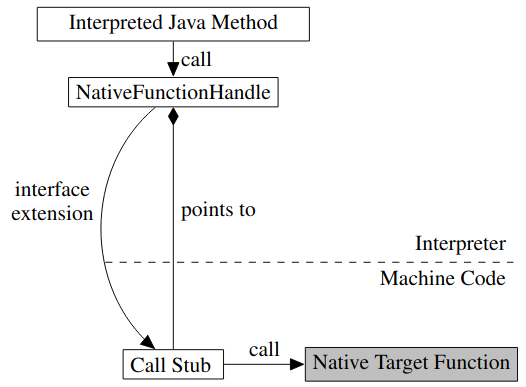 Interpreted Java Method
call
NativeFunctionHandle
interface
extension
points to
Interpreter
Machine Code
Call Stub
call
Native Target Function